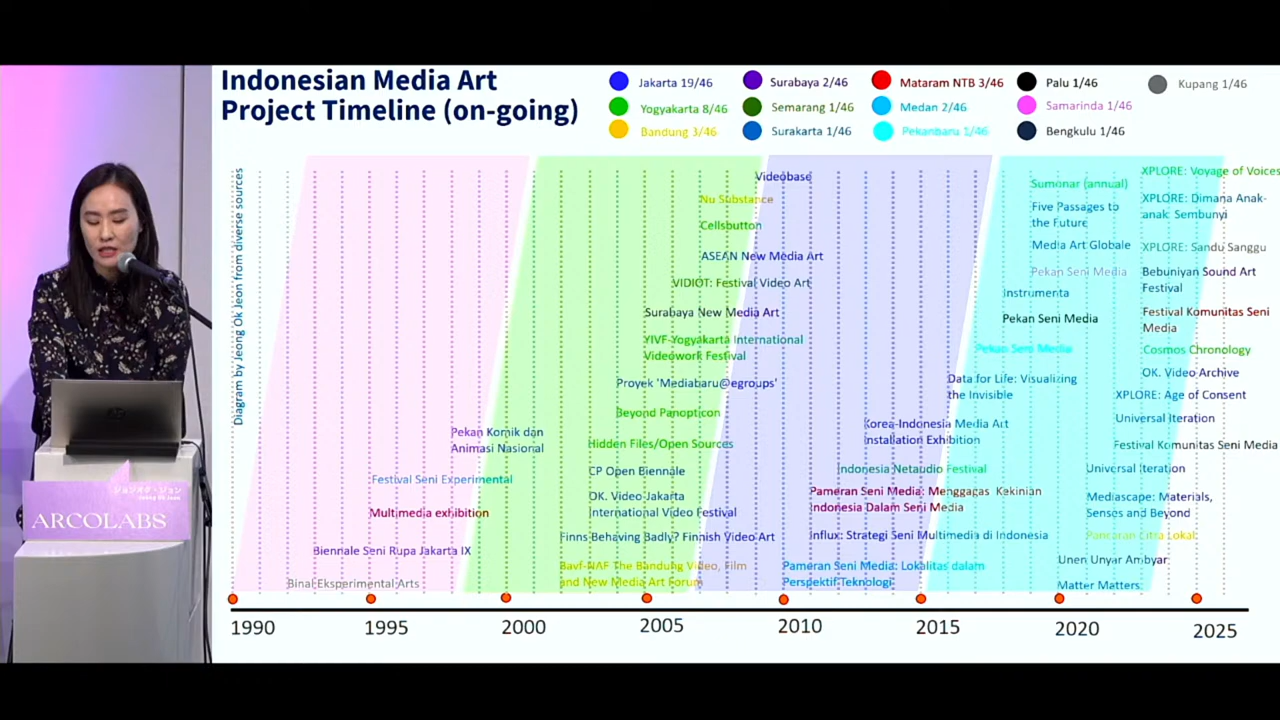 Indonesian Media Art
Project Timeline (on-going)
Jakarta 19/46
Yogyakarta 8/46
Bandung 3/46
Surabaya 2/46
Semarang 1/46
Surakarta 1/46
Mataram NTB 3/46
Medan 2/46
Pekanbaru 1/46
Palu 1/46
Samarinda 1/46
Bengkulu 1/46
Kupang 1/46
Diagram by Jeong Ok Jeon from diverse sources
Videobase
Nu Substance
Cellsbutton
ASEAN New Media Art
VIDIOT: Festival Video Art
Surabaya New Media Art
YIVF-Yogyakarta International
Videowork Festival
Proyek 'Mediabaru@egroups'
Beyond Panopticon
Pekan Komik dan
Animasi Nasional
Hidden Files/Open Sources
CP Open Biennale
Festival Seni Experimental
OK. Video Jakarta
International Video Festival
Multimedia exhibition
Finns Behaving Badly? Finnish Video Art
Biennale Seni Rupa Jakarta IX
Bavf-NAF The Bandung Video, Film
and New Media Art Forum
Binal Eksperimental Arts
Sumonar (annual)
Five Passages to
the Future
Media Art Globale
Pekan Seni Media
Instrumenta
Pekan Seni Media
Pekan Seni Media
Data for Life: Visualizing
the Invisible
Korea-Indonesia Media Art
Installation Exhibition
Indonesia Netaudio Festival
Pameran Seni Media: Menggagas Kekinian
Indonesia Dalam Seni Media
Influx: Strategi Seni Multimedia di Indonesia
Pameran Seni Media: Lokalitas dalam
Perspektif Teknologi
XPLORE: Voyage of Voices
XPLORE: Dimana Anak-
anak Sembunyi
XPLORE: Sandu Sanggu
Bebuniyan Sound Art
Festival
Festival Komunitas Seni
Media
Cosmos Chronology
OK. Video Archive
XPLORE: Age of Consent
Universal Iteration
Festival Komunitas Seni Media
Universal Iteration
Mediascape: Materials,
Senses and Beyond
Pancaran Citra Lokal
Unen Unyar Ambyar
Matter Matters:
1990
1995
2000
2005
2010
2015
2020
2025
ジョンオク・ジョン
Jeong Ok Jeon
ARCOLABS